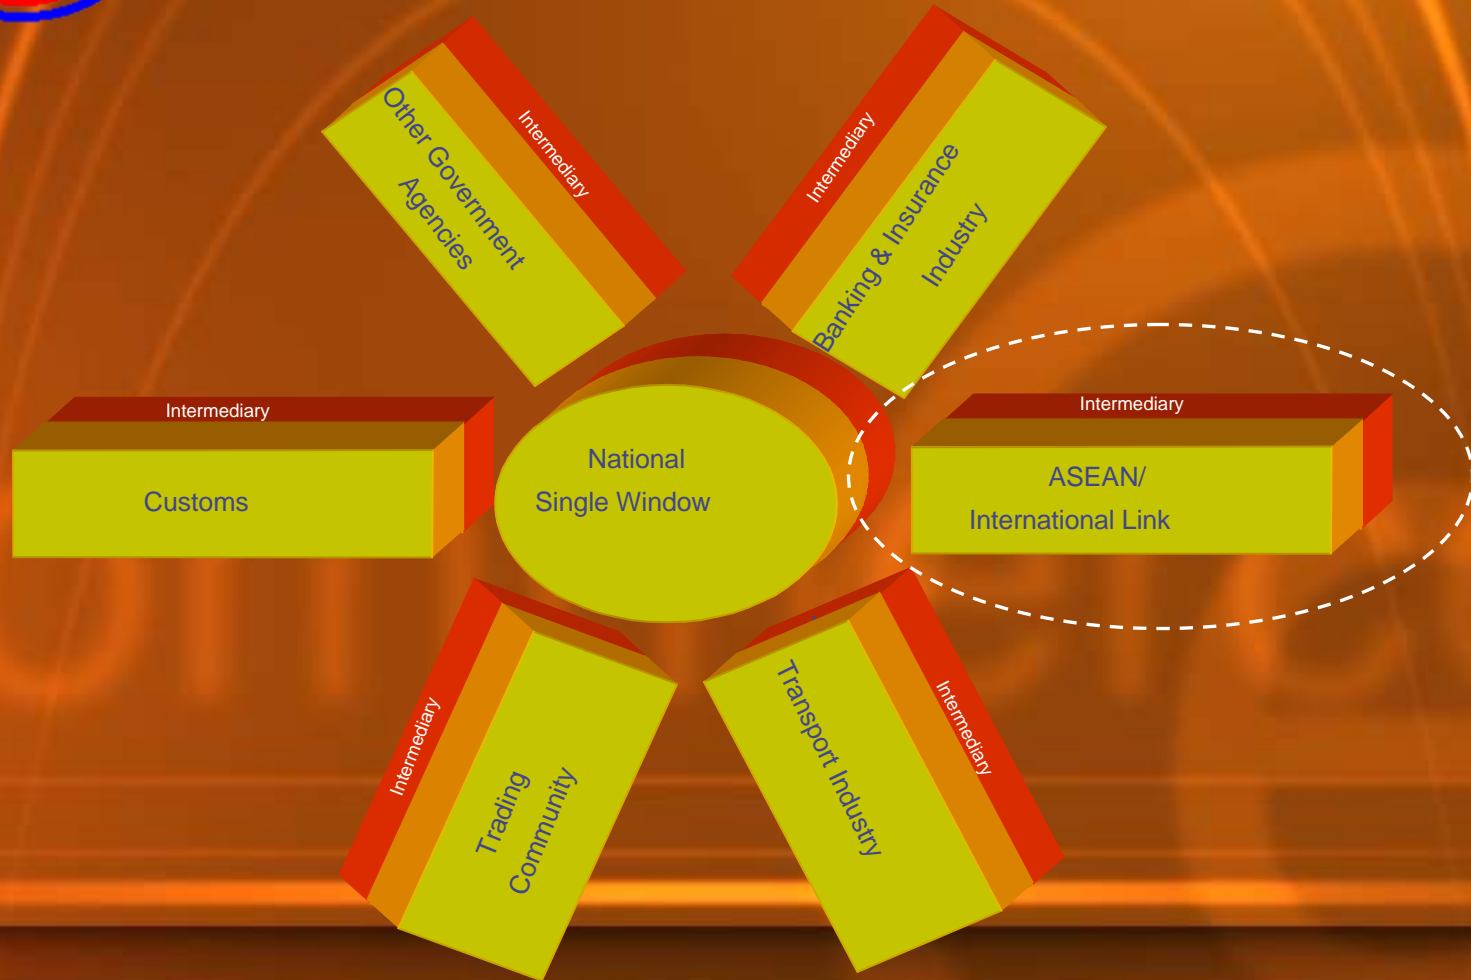 Other Government
Agencies
Intermediary
Intermediary
Banking & Insurance
Industry
Intermediary
Customs
National
Single Window
Intermediary
ASEAN/
International Link
Intermediary
Trading
Community
Transport Industry
Intermediary